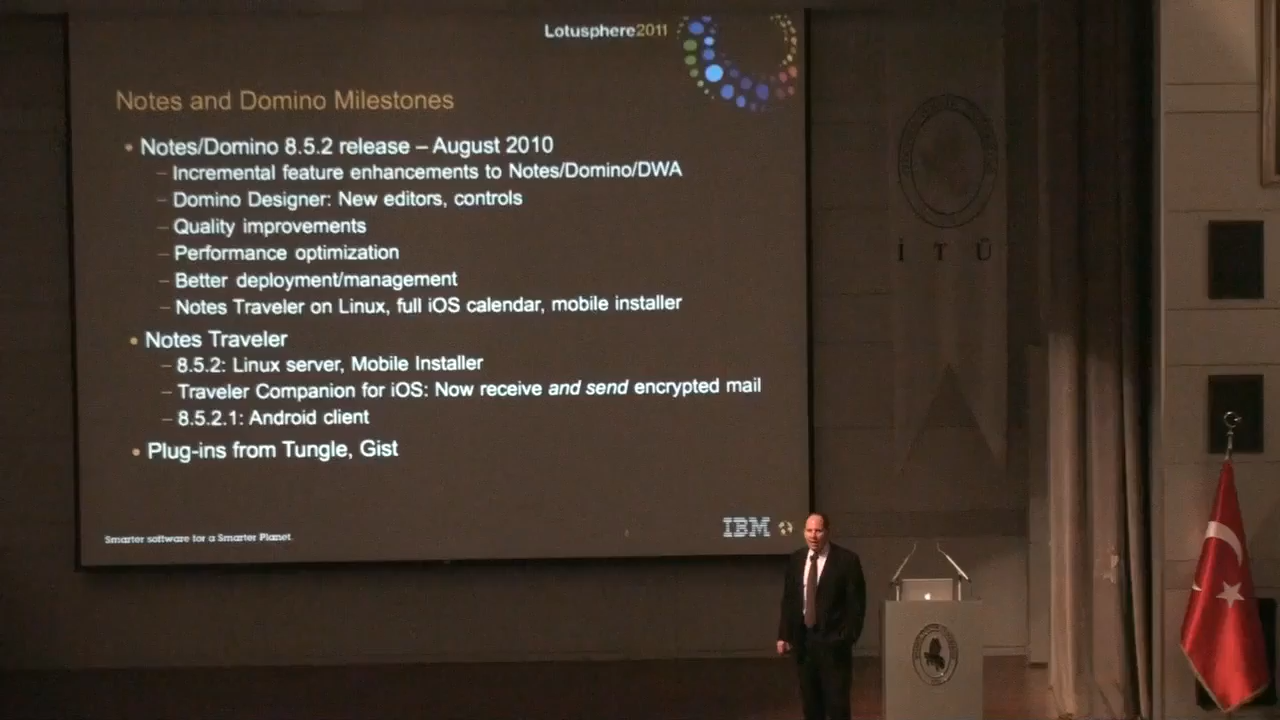 Lotusphere2011
Notes and Domino Milestones
• Notes/Domino 8.5.2 release – August 2010
– Incremental feature enhancements to Notes/Domino/DWA
– Domino Designer: New editors, controls
– Quality improvements
– Performance optimization
– Better deployment/management
– Notes Traveler on Linux, full iOS calendar, mobile installer
• Notes Traveler
– 8.5.2: Linux server, Mobile Installer
– Traveler Companion for iOS: Now receive and send encrypted mail
– 8.5.2.1: Android client
• Plug-ins from Tungle, Gist
Smarter software for a Smarter Planet.
IBM
İTÜ